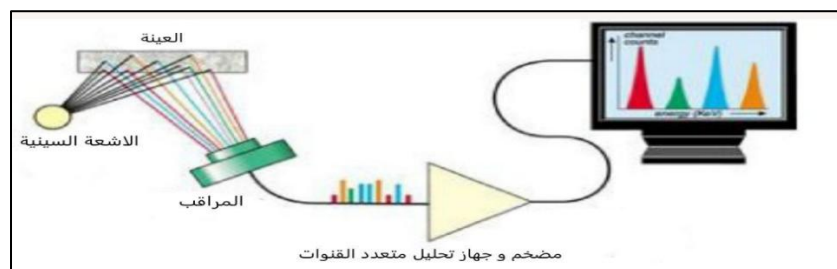 العينة
الاشعة السينية
المراقب
مضخم و جهاز تحليل متعدد القنوات
channel
counts
energy (KeV)